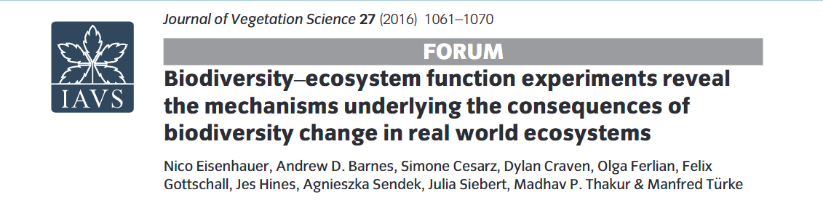 Journal of Vegetation Science 27 (2016) 1061–1070
FORUM
IAVS
Biodiversity–ecosystem function experiments reveal
the mechanisms underlying the consequences of
biodiversity change in real world ecosystems
Nico Eisenhauer, Andrew D. Barnes, Simone Cesarz, Dylan Craven, Olga Ferlian, Felix
Gottschall, Jes Hines, Agnieszka Sendek, Julia Siebert, Madhav P. Thakur & Manfred Türke